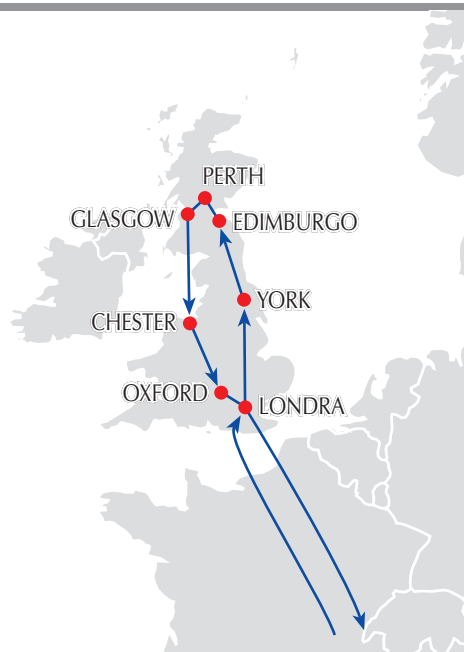 PERTH
GLASGOW
EDIMBURGO
YORK
CHESTER
OXFORD
LONDRA